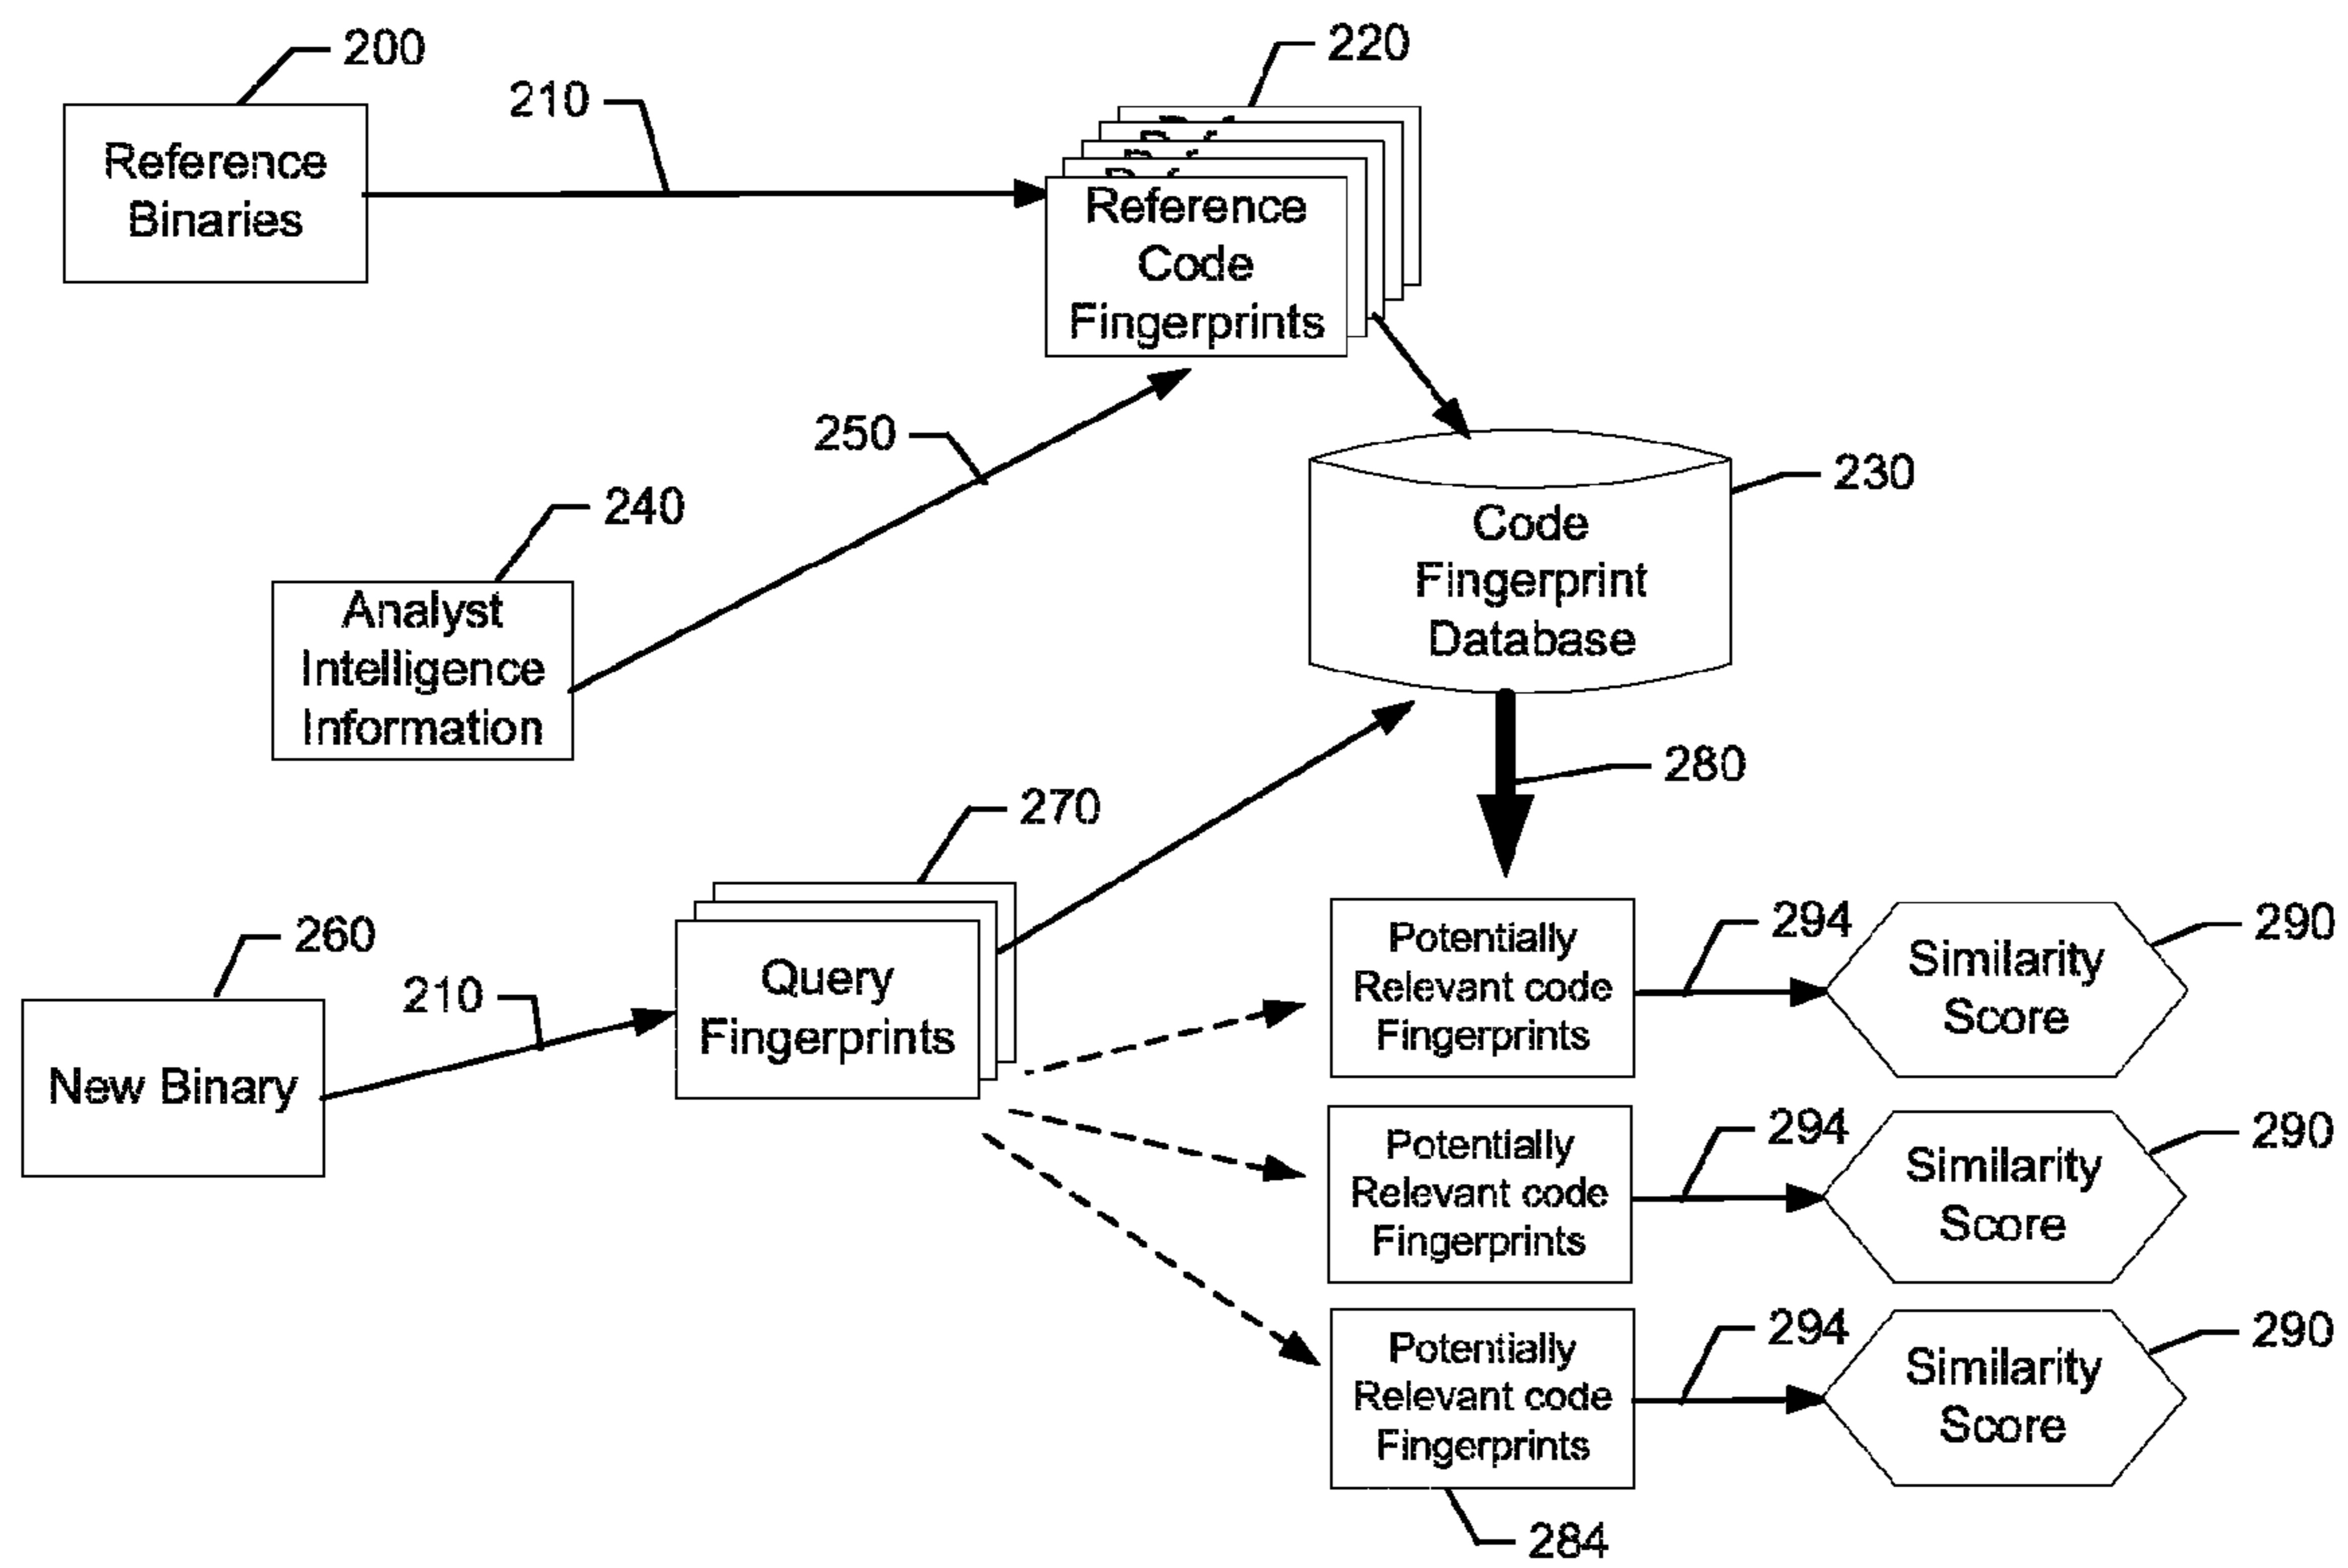 200
210
220
Reference
Binaries
Reference
Code
Fingerprints
250
230
240
Code
Fingerprint
Database
Analyst
Intelligence
Information
280
270
260
210
Query
Fingerprints
New Binary
Potentially
Relevant code
Fingerprints
294
Similarity
Score
290
Potentially
Relevant code
Fingerprints
294
Similarity
Score
290
Potentially
Relevant code
Fingerprints
294
Similarity
Score
290
284